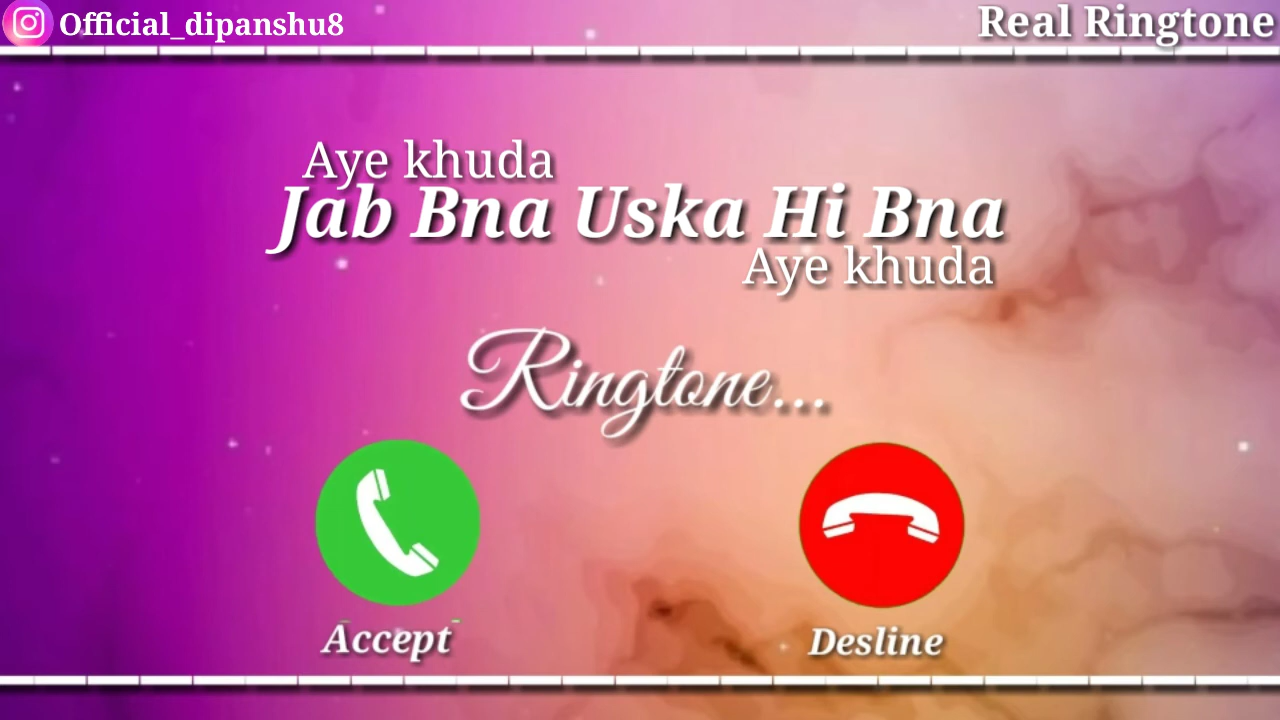 Official_dipanshu8
Real Ringtone
Aye khuda
Jab Bna Uska Hi Bna
Aye khuda
Ringtone...
Accept
Desline